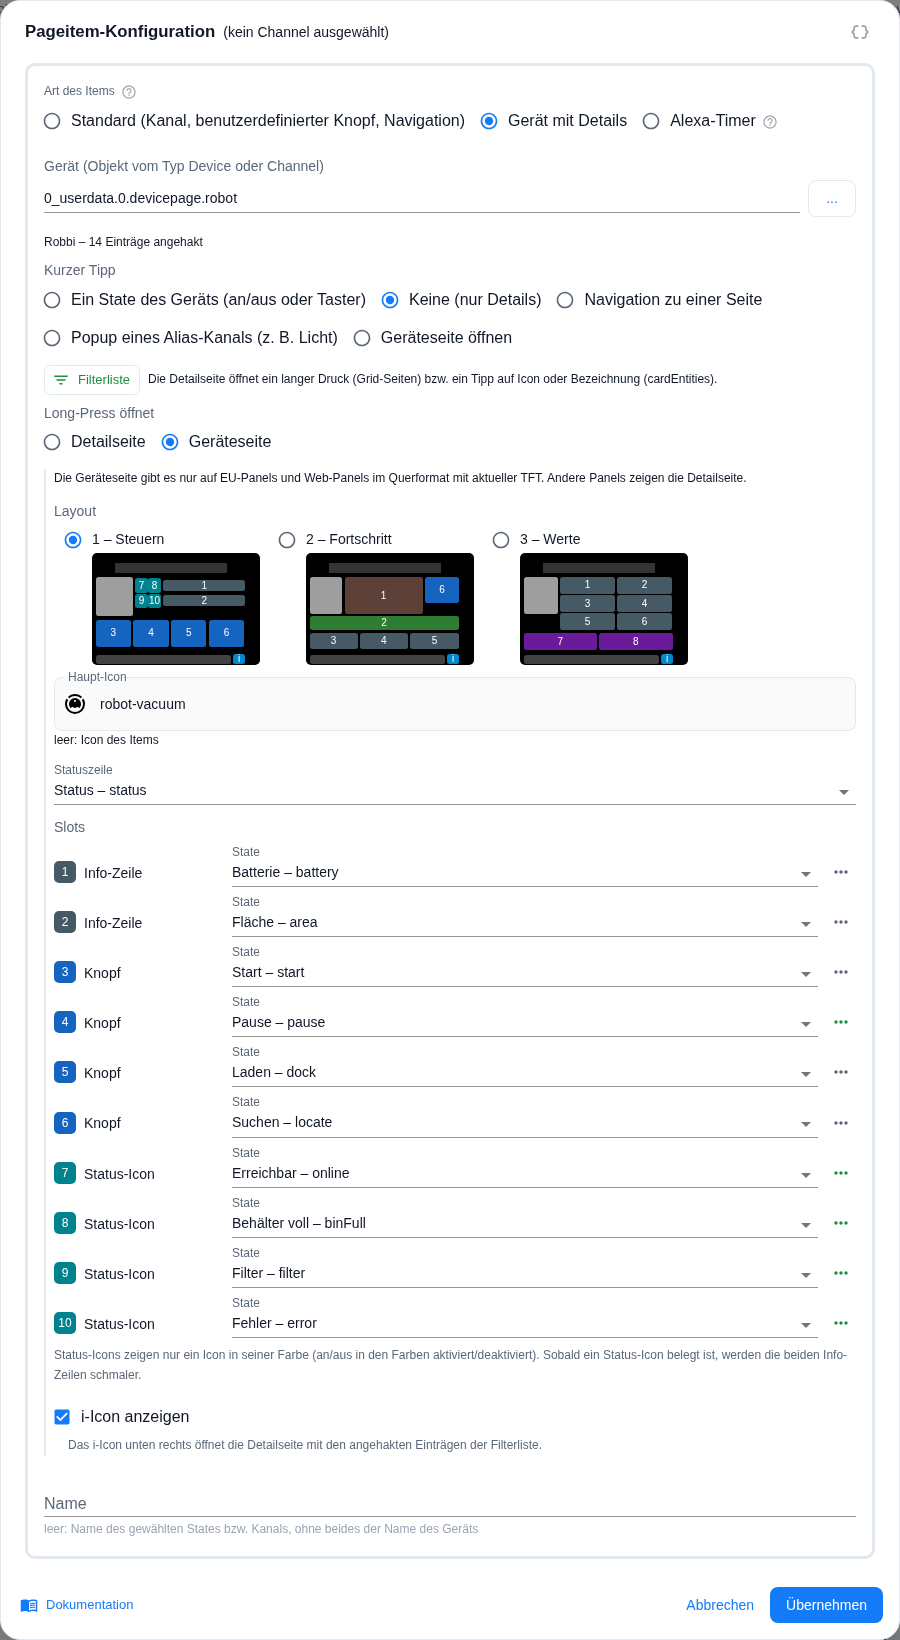 Pageitem-Konfiguration (kein Channel ausgewählt)
Art des Items
Standard (Kanal, benutzerdefinierter Knopf, Navigation) Gerät mit Details Alexa-Timer
Gerät (Objekt vom Typ Device oder Channel)
0_userdata.0.devicepage.robot ...
Robbi – 14 Einträge angehakt
Kurzer Tipp
Ein State des Geräts (an/aus oder Taster) Keine (nur Details) Navigation zu einer Seite
Popup eines Alias-Kanals (z. B. Licht) Geräteseite öffnen
Filterliste Die Detailseite öffnet ein langer Druck (Grid-Seiten) bzw. ein Tipp auf Icon oder Bezeichnung (cardEntities).
Long-Press öffnet
Detailseite Geräteseite
Die Geräteseite gibt es nur auf EU-Panels und Web-Panels im Querformat mit aktueller TFT. Andere Panels zeigen die Detailseite.
Layout
1 – Steuern 2 – Fortschritt 3 – Werte
7 8 1
9 10 2
3 4 5 6
i
1 6
2
3 4 5
i
1 2
3 4
5 6
7 8
i
Haupt-Icon
robot-vacuum
leer: Icon des Items
Statuszeile
Status – status
Slots
State
1 Info-Zeile Batterie – battery
State
2 Info-Zeile Fläche – area
State
3 Knopf Start – start
State
4 Knopf Pause – pause
State
5 Knopf Laden – dock
State
6 Knopf Suchen – locate
State
7 Status-Icon Erreichbar – online
State
8 Status-Icon Behälter voll – binFull
State
9 Status-Icon Filter – filter
State
10 Status-Icon Fehler – error
Status-Icons zeigen nur ein Icon in seiner Farbe (an/aus in den Farben aktiviert/deaktiviert). Sobald ein Status-Icon belegt ist, werden die beiden Info-
Zeilen schmaler.
i-Icon anzeigen
Das i-Icon unten rechts öffnet die Detailseite mit den angehakten Einträgen der Filterliste.
Name
leer: Name des gewählten States bzw. Kanals, ohne beides der Name des Geräts
Dokumentation Abbrechen Übernehmen